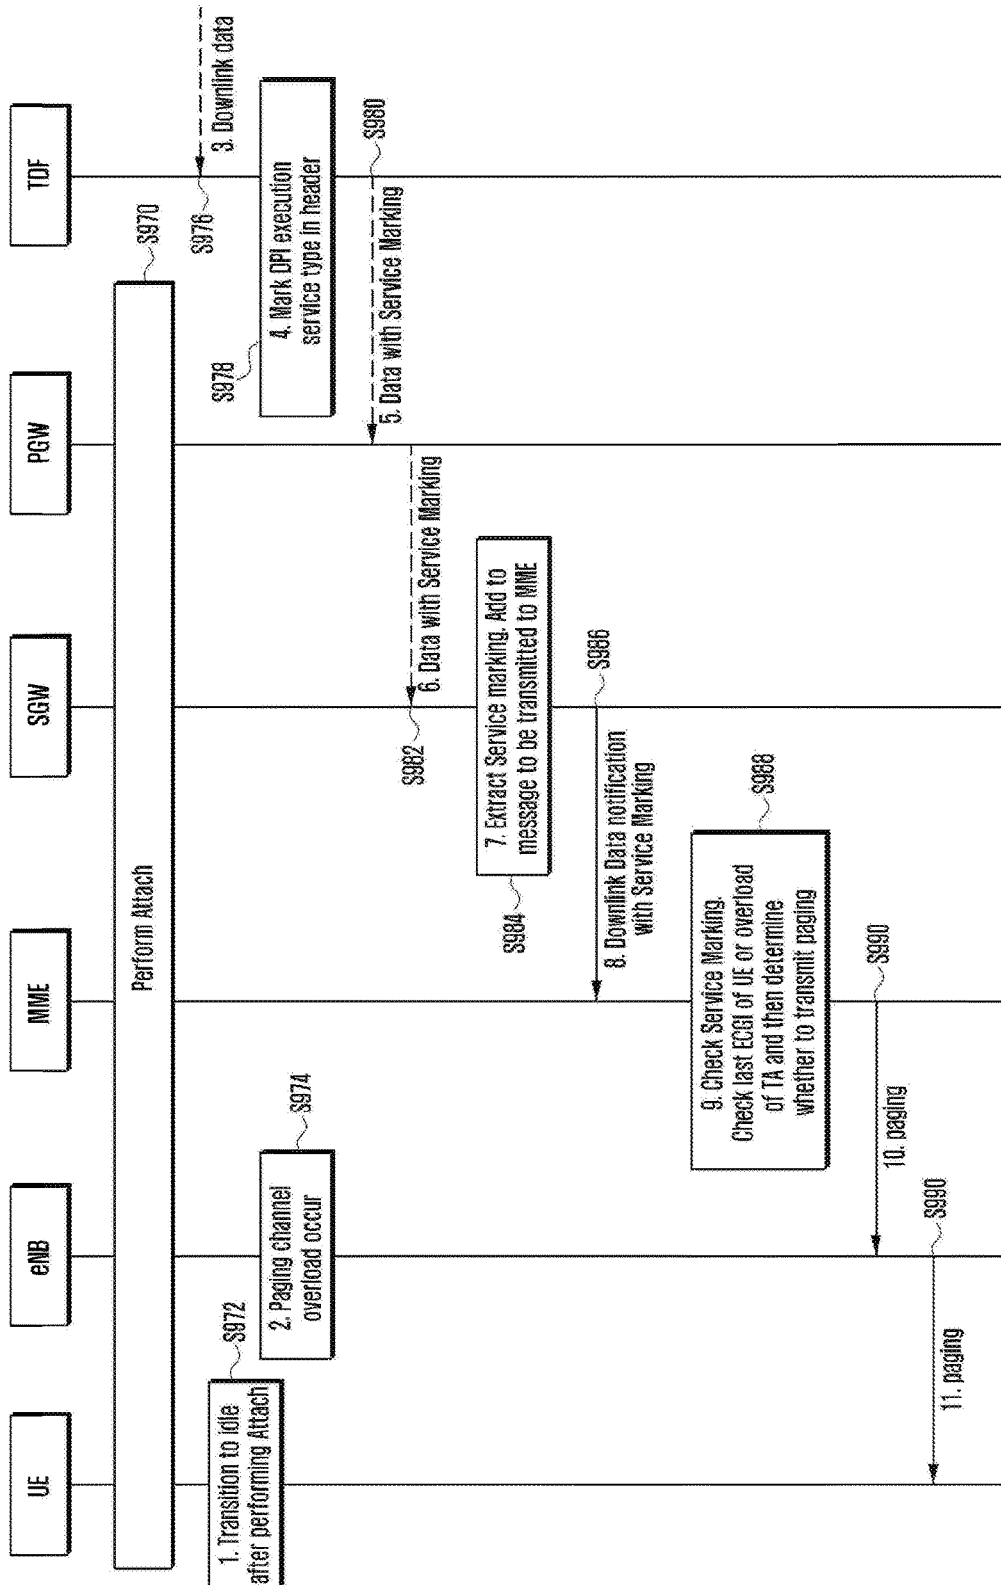 UE
eNB
MME
SGW
PGW
TDF
Perform Attach
S970
1. Transition to idle
after performing Attach
S972
2. Paging channel
overload occur
S974
3. Downlink data
S976
4. Mark DPI execution
service type in header
S978
5. Data with Service Marking
S980
6. Data with Service Marking
S982
7. Extract Service marking. Add to
message to be transmitted to MME
S984
8. Downlink Data notification
with Service Marking
S986
9. Check Service Marking.
Check last ECGI of UE or overload
of TA and then determine
whether to transmit paging
S988
10. paging
S990
11. paging
S990